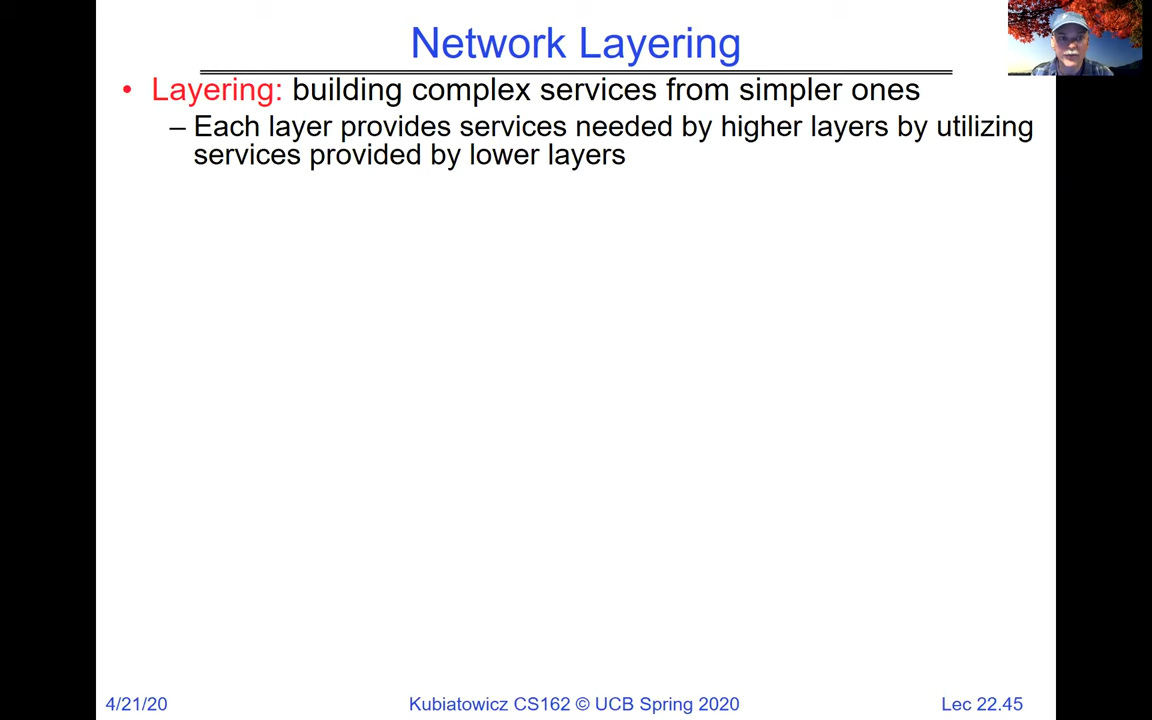 Network Layering
• Layering: building complex services from simpler ones
– Each layer provides services needed by higher layers by utilizing
services provided by lower layers
4/21/20
Kubiatowicz CS162 © UCB Spring 2020
Lec 22.45